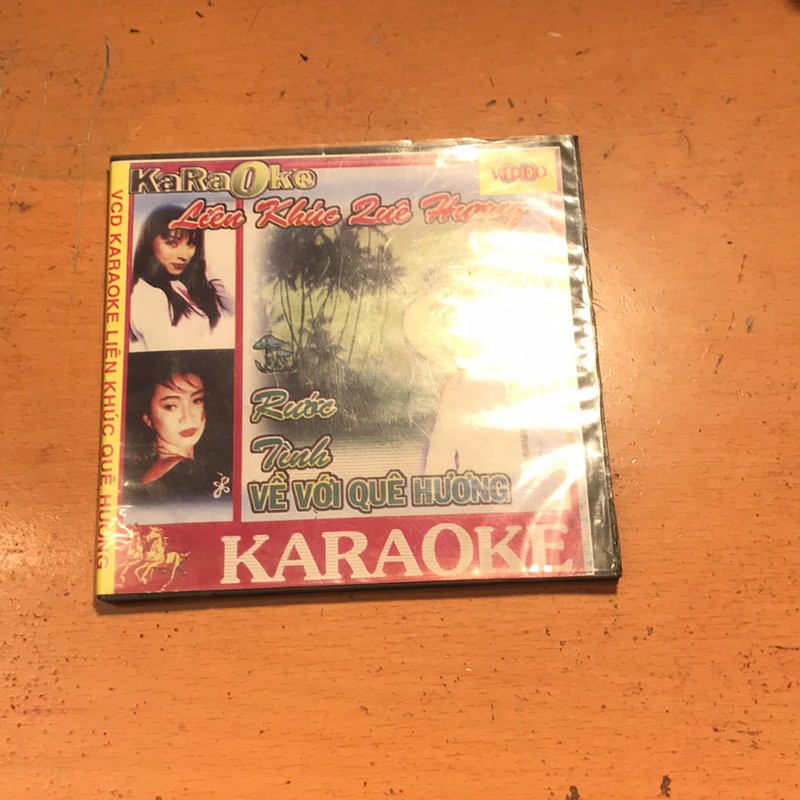 KaRaOke
VIDEO
Liên Khúc Quê Hương
Rước
Tình
VỀ VỚI QUÊ HƯƠNG
KARAOKE
VCD KARAOKE LIÊN KHÚC QUÊ HƯƠNG